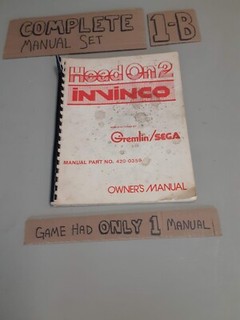 COMPLETE
MANUAL SET
1-B
Head On 2
INVINCO
Gremlin/SEGA
MANUAL PART NO. 420-0358
OWNER'S MANUAL
GAME HAD ONLY 1 MANUAL